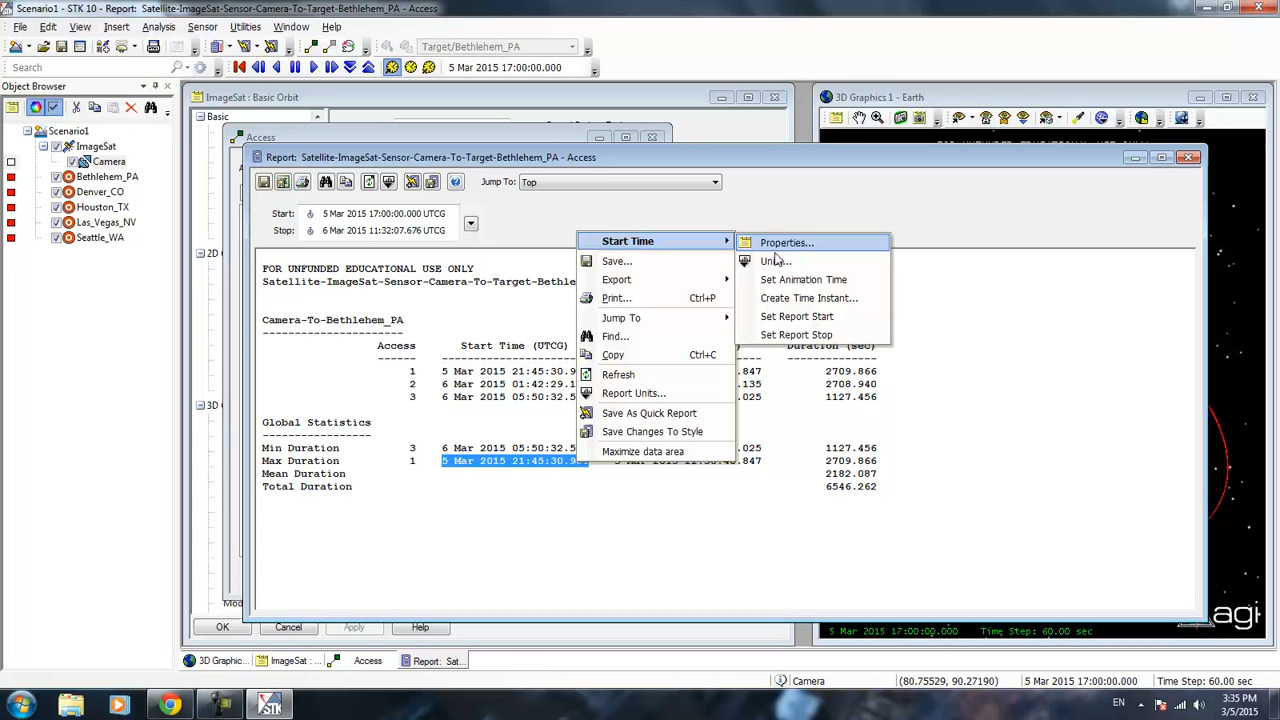 Scenario1 - STK 10 - Report: Satellite-ImageSat-Sensor-Camera-To-Target-Bethlehem_PA - Access
File Edit View Insert Analysis Sensor Utilities Window Help
Target/Bethlehem_PA
Search
5 Mar 2015 17:00:00.000
Object Browser
Scenario1
ImageSat
Camera
Bethlehem_PA
Denver_CO
Houston_TX
Las_Vegas_NV
Seattle_WA
ImageSat: Basic Orbit
Basic
Access
3D Graphics 1 - Earth
Report: Satellite-ImageSat-Sensor-Camera-To-Target-Bethlehem_PA - Access
Jump To: Top
Start: 5 Mar 2015 17:00:00.000 UTCG
Stop: 6 Mar 2015 11:32:07.676 UTCG
2D
3D
FOR UNFUNDED EDUCATIONAL USE ONLY
Satellite-ImageSat-Sensor-Camera-To-Target-Bethle
Camera-To-Bethlehem_PA
Access Start Time (UTCG) Duration (sec)
1 5 Mar 2015 21:45:30.9 .847 2709.866
2 6 Mar 2015 01:42:29.1 .135 2708.940
3 6 Mar 2015 05:50:32.5 .025 1127.456
Global Statistics
Min Duration 3 6 Mar 2015 05:50:32.5 .025 1127.456
Max Duration 1 5 Mar 2015 21:45:30.981 .847 2709.866
Mean Duration 2182.087
Total Duration 6546.262
Start Time
Save...
Export
Print... Ctrl+P
Jump To
Find...
Copy Ctrl+C
Refresh
Report Units...
Save As Quick Report
Save Changes To Style
Maximize data area
Properties...
Set Animation Time
Create Time Instant...
Set Report Start
Set Report Stop
Mod
OK Cancel Apply Help
agi
5 Mar 2015 17:00:00.000 Time Step: 60.00 sec
3D Graphic... ImageSat : ... Access Report: Sat...
Camera (80.75529, 90.27190) 5 Mar 2015 17:00:00.000 Time Step: 60.00 sec
EN
3:35 PM
3/5/2015